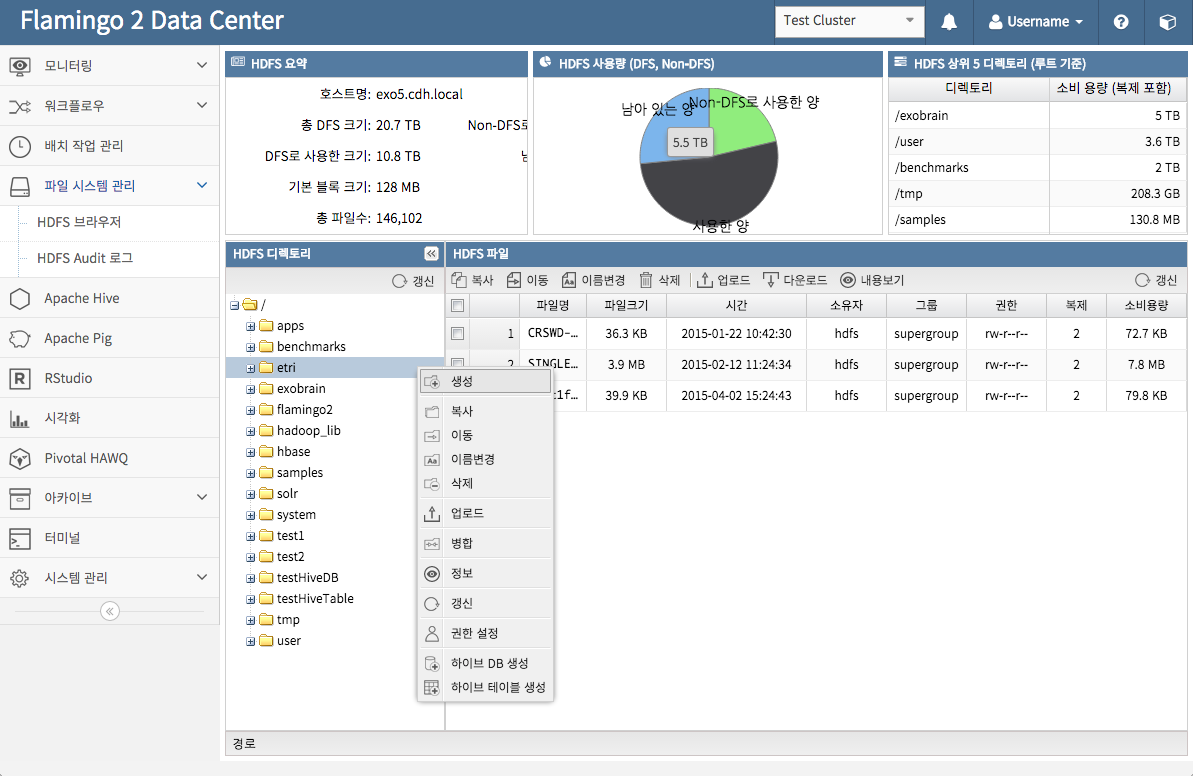 Flamingo 2 Data Center
Test Cluster
Username
모니터링
워크플로우
배치 작업 관리
파일 시스템 관리
HDFS 브라우저
HDFS Audit 로그
Apache Hive
Apache Pig
RStudio
시각화
Pivotal HAWQ
아카이브
터미널
시스템 관리
HDFS 요약
호스트명: exo5.cdh.local
총 DFS 크기: 20.7 TB Non-DFS로
DFS로 사용한 크기: 10.8 TB
기본 블록 크기: 128 MB
총 파일수: 146,102
HDFS 사용량 (DFS, Non-DFS)
남아 있는 양
Non-DFS로 사용한 양
5.5 TB
사용한 양
HDFS 상위 5 디렉토리 (루트 기준)
디렉토리 소비 용량 (복제 포함)
/exobrain 5 TB
/user 3.6 TB
/benchmarks 2 TB
/tmp 208.3 GB
/samples 130.8 MB
HDFS 디렉토리
갱신
/
apps
benchmarks
etri
exobrain
flamingo2
hadoop_lib
hbase
samples
solr
system
test1
test2
testHiveDB
testHiveTable
tmp
user
HDFS 파일
복사 이동 이름변경 삭제 업로드 다운로드 내용보기 갱신
파일명 파일크기 시간 소유자 그룹 권한 복제 소비용량
1 CRSWD-… 36.3 KB 2015-01-22 10:42:30 hdfs supergroup rw-r--r-- 2 72.7 KB
2 SINGLE… 3.9 MB 2015-02-12 11:24:34 hdfs supergroup rw-r--r-- 2 7.8 MB
39.9 KB 2015-04-02 15:24:43 hdfs supergroup rw-r--r-- 2 79.8 KB
생성
복사
이동
이름변경
삭제
업로드
병합
정보
갱신
권한 설정
하이브 DB 생성
하이브 테이블 생성
경로